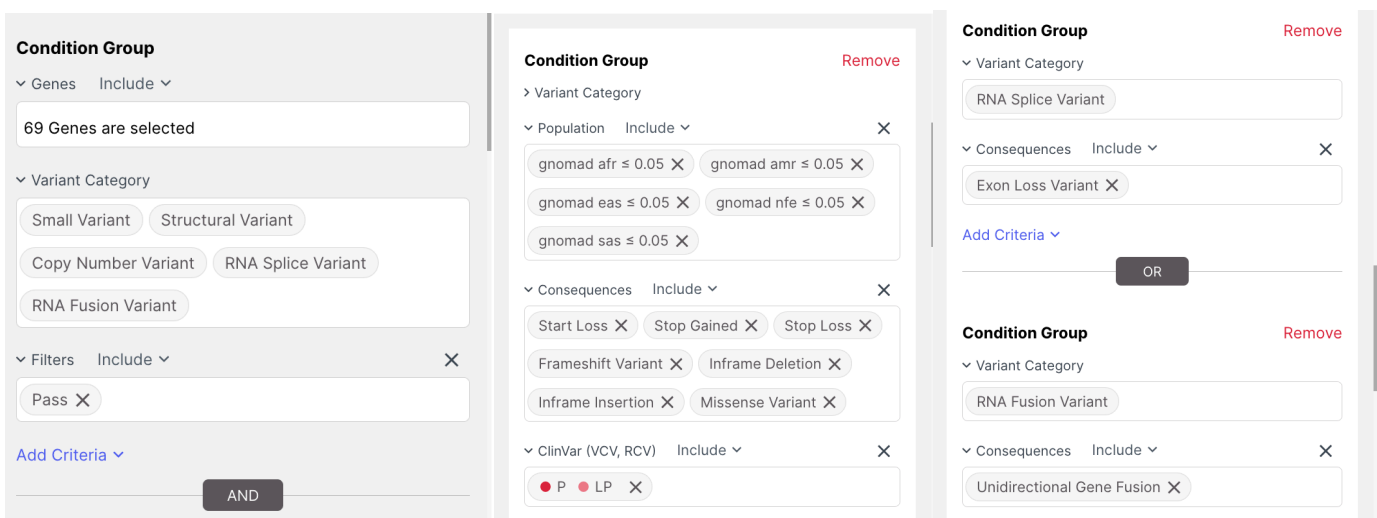 Condition Group
Genes Include
69 Genes are selected
Variant Category
Small Variant Structural Variant
Copy Number Variant RNA Splice Variant
RNA Fusion Variant
Filters Include
Pass
Add Criteria
AND
Condition Group Remove
Variant Category
Population Include
gnomad afr ≤ 0.05 gnomad amr ≤ 0.05
gnomad eas ≤ 0.05 gnomad nfe ≤ 0.05
gnomad sas ≤ 0.05
Consequences Include
Start Loss Stop Gained Stop Loss
Frameshift Variant Inframe Deletion
Inframe Insertion Missense Variant
ClinVar (VCV, RCV) Include
P LP
Condition Group Remove
Variant Category
RNA Splice Variant
Consequences Include
Exon Loss Variant
Add Criteria
OR
Condition Group Remove
Variant Category
RNA Fusion Variant
Consequences Include
Unidirectional Gene Fusion